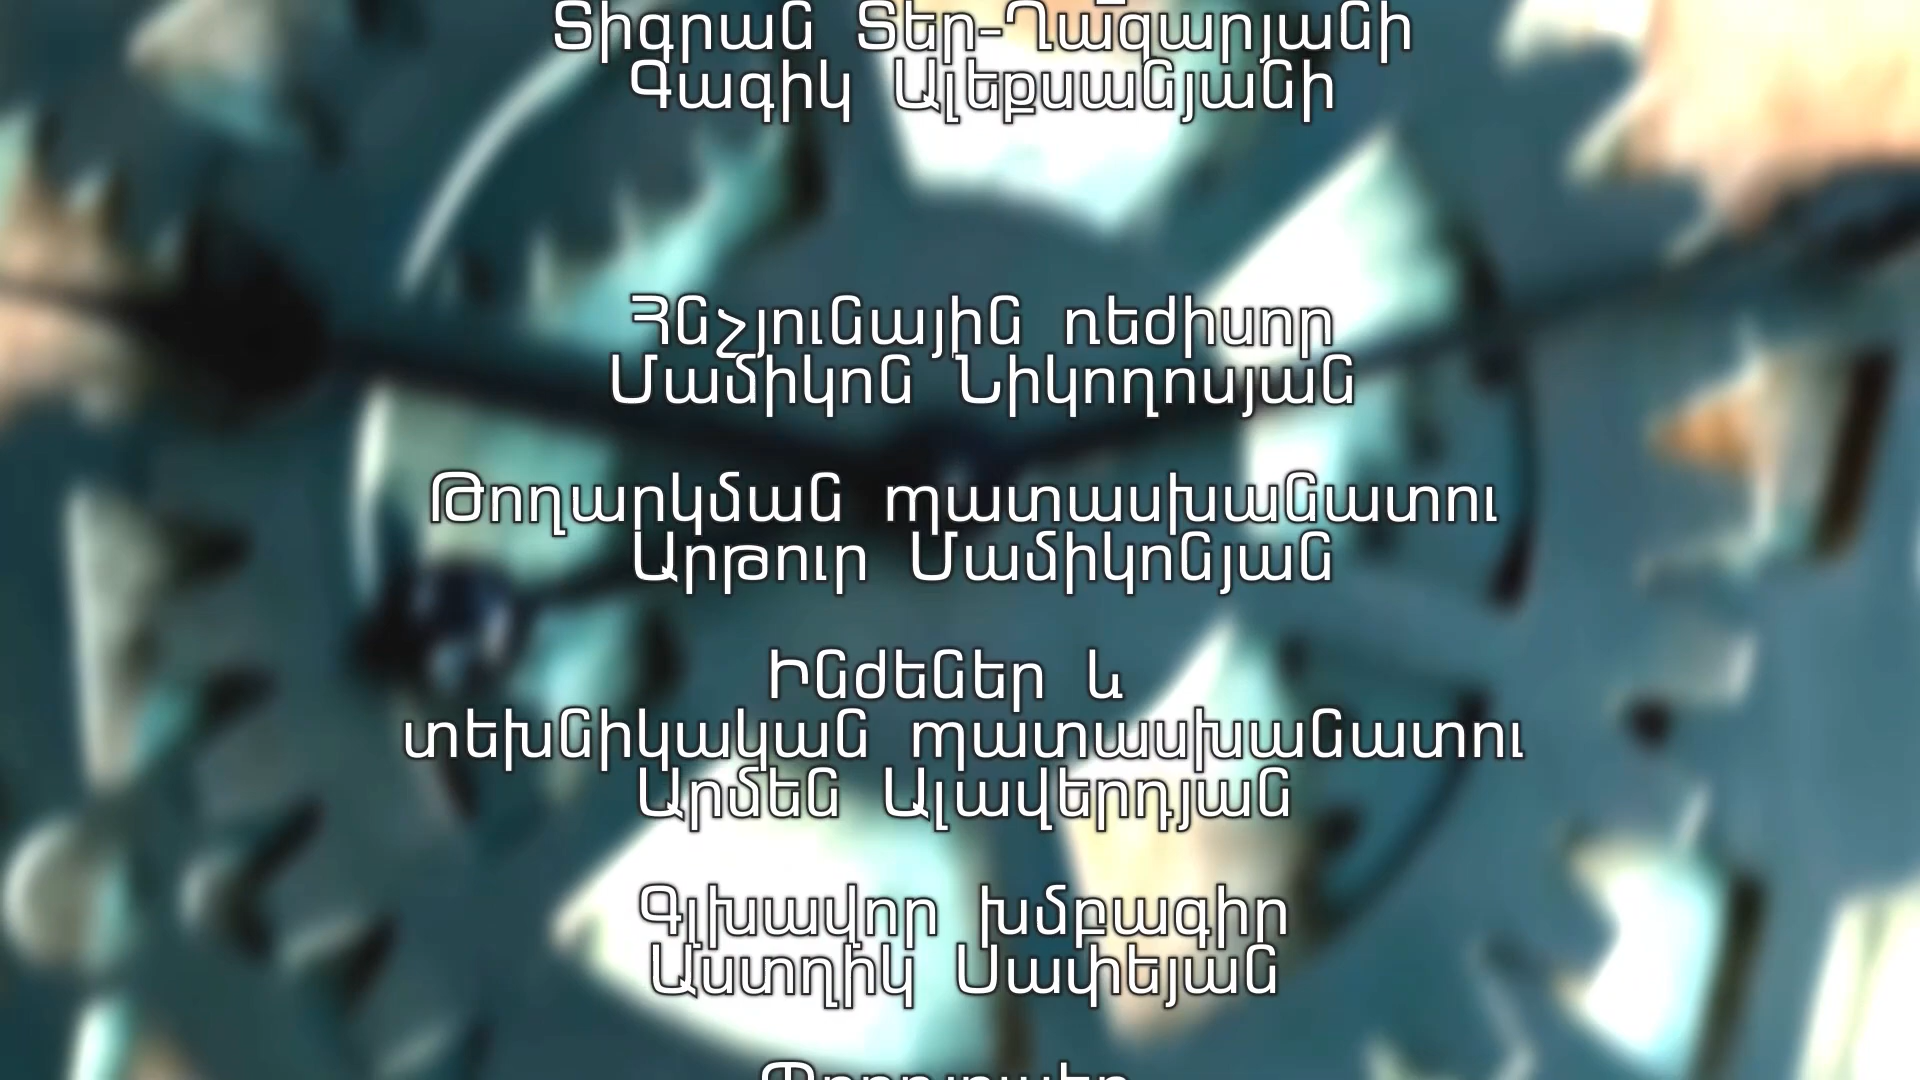 Տիգրան Տեր-Ղազարյանի
Գագիկ Ալեքսանյանի
Հնչյունային ռեժիսոր
Մամիկոն Նիկողոսյան
Թողարկման պատասխանատու
Արթուր Մամիկոնյան
Ինժեներ և
տեխնիկական պատասխանատու
Արմեն Ալավերդյան
Գլխավոր խմբագիր
Աստղիկ Սափեյան